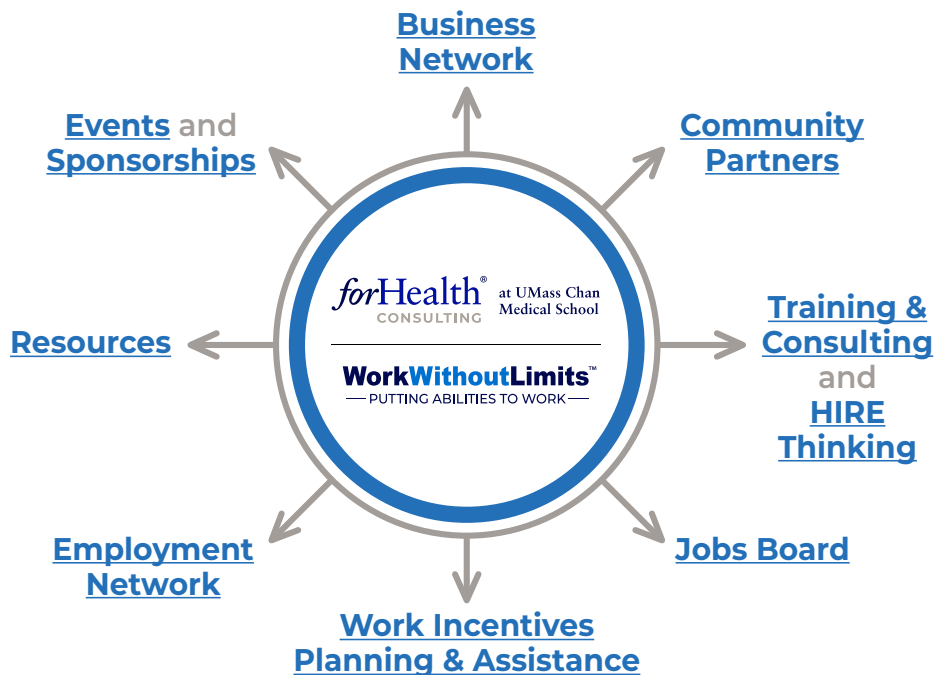 Business
Network
Events and
Sponsorships
Community
Partners
forHealth® at UMass Chan
CONSULTING Medical School
Resources
Training &
Consulting
and
HIRE
Thinking
WorkWithoutLimits™
PUTTING ABILITIES TO WORK
Employment
Network
Jobs Board
Work Incentives
Planning & Assistance